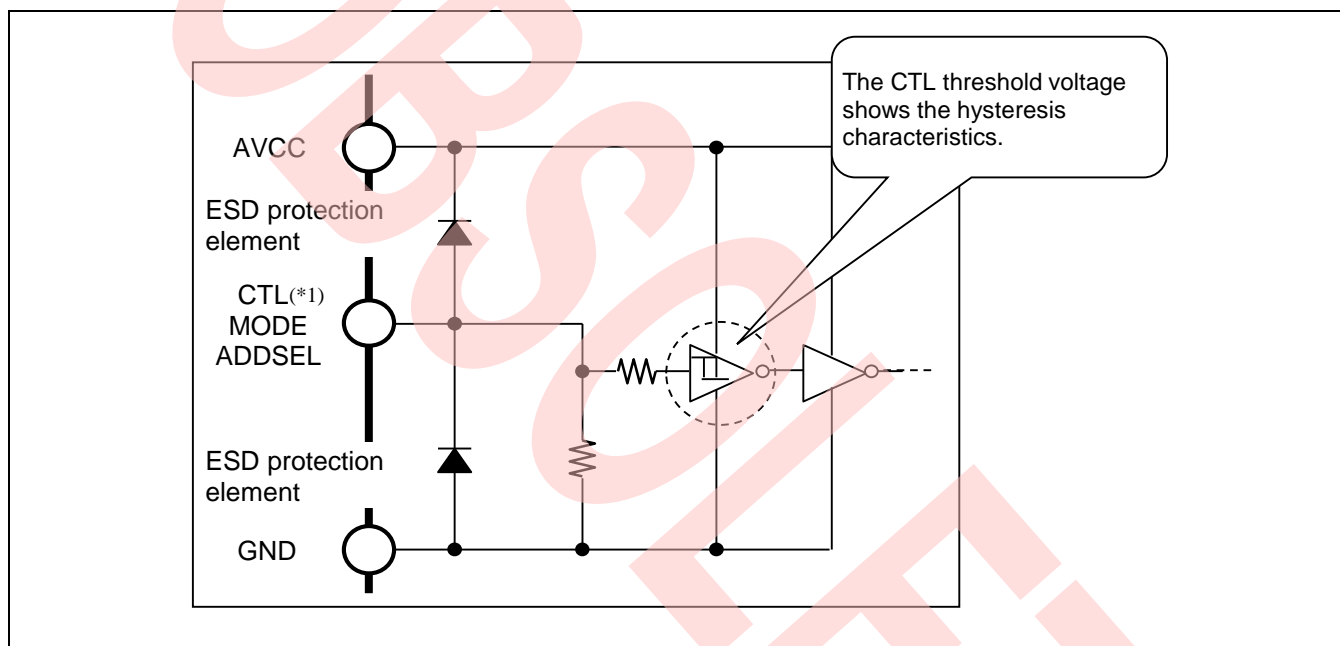 The CTL threshold voltage
shows the hysteresis
characteristics.
AVCC
ESD protection
element
CTL(*1)
MODE
ADDSEL
ESD protection
element
GND
OBSOLET